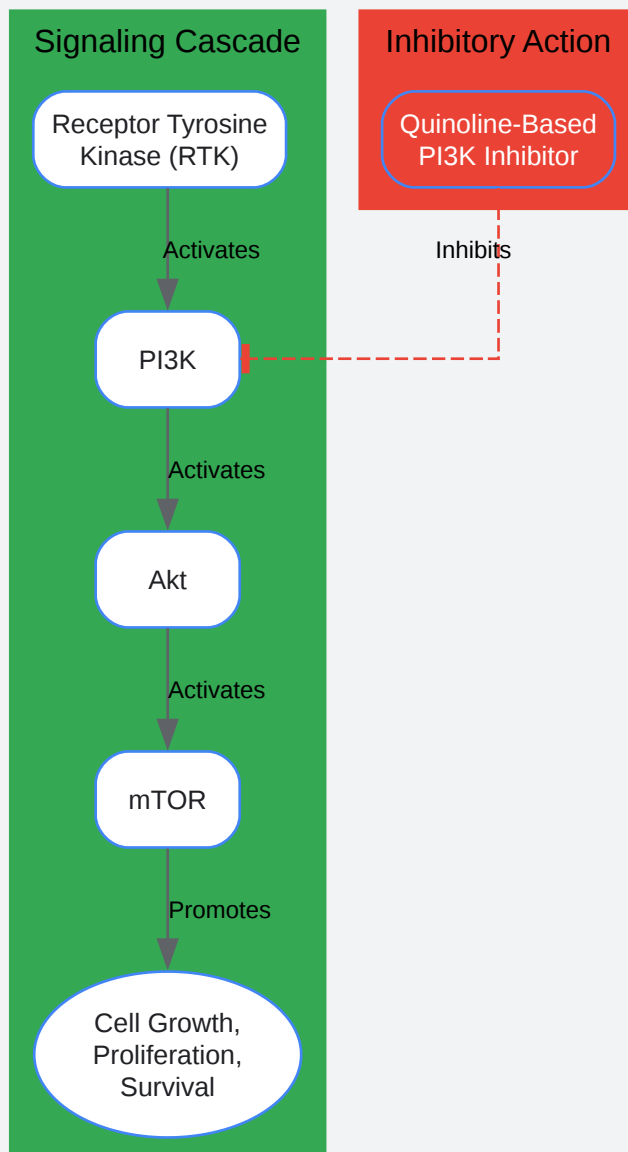 Signaling Cascade
Receptor Tyrosine
Kinase (RTK)
Activates
PI3K
Activates
Akt
Activates
mTOR
Promotes
Cell Growth,
Proliferation,
Survival
Inhibitory Action
Quinoline-Based
PI3K Inhibitor
Inhibits